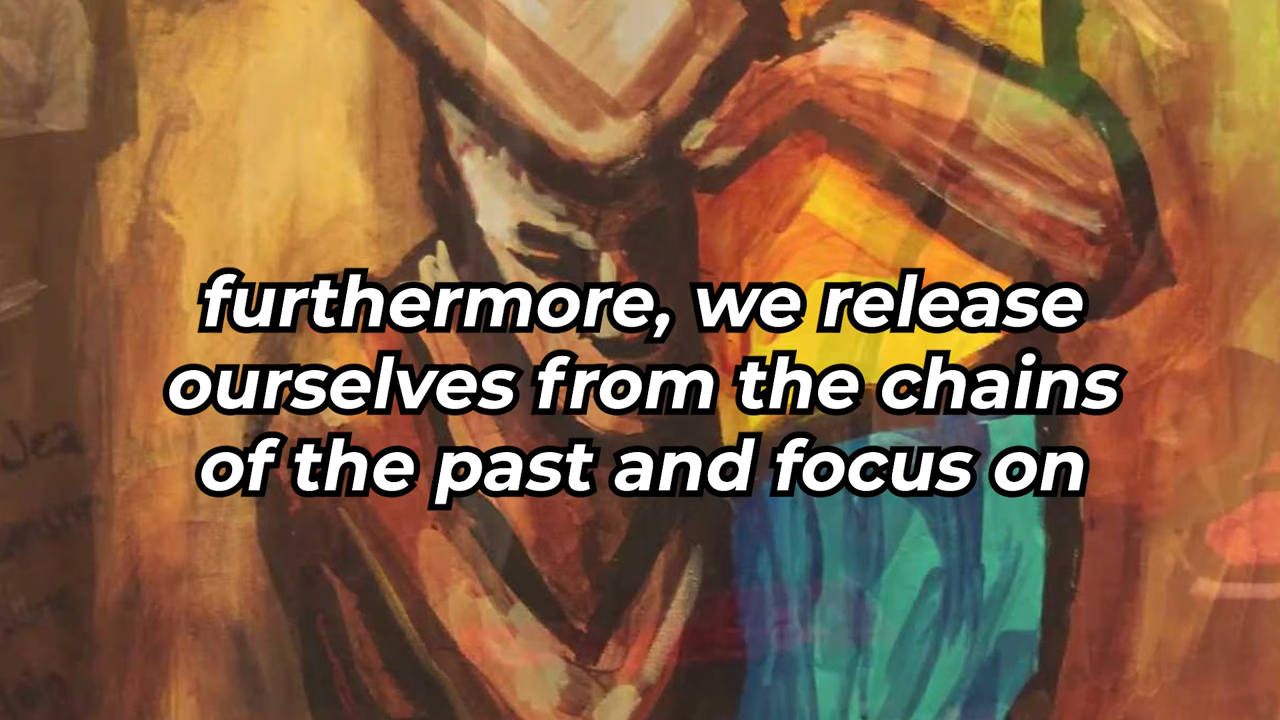 furthermore, we release
ourselves from the chains
of the past and focus on